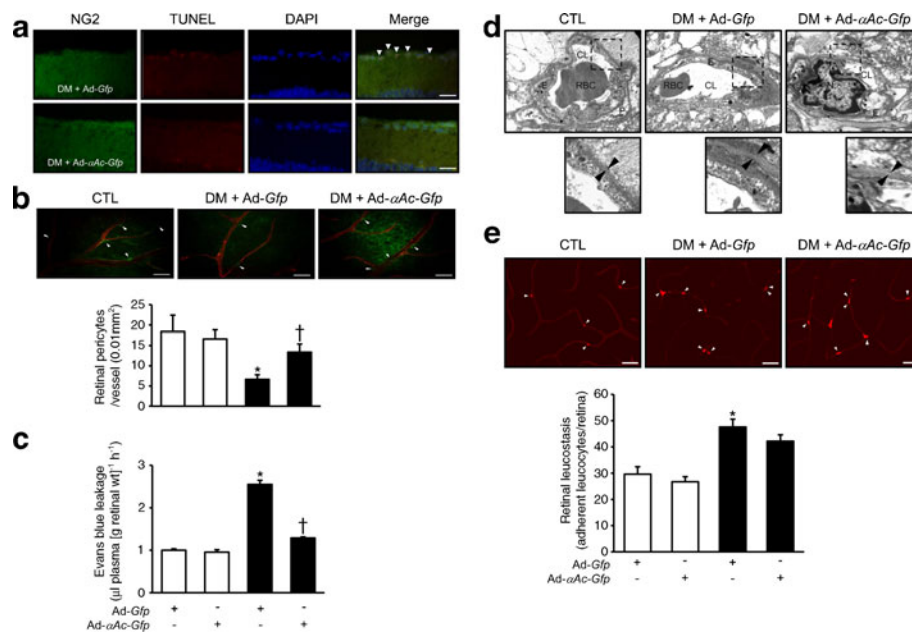 a
NG2 TUNEL DAPI Merge
DM + Ad-Gfp
DM + Ad-αAc-Gfp
b
CTL DM + Ad-Gfp DM + Ad-αAc-Gfp
Retinal pericytes
/vessel (0.01mm²)
25
20
15
10
5
0
*
†
c
Evans blue leakage
(µl plasma [g retinal wt]⁻¹ h⁻¹)
3
2
1
0
*
†
Ad-Gfp + - + -
Ad-αAc-Gfp - + - +
d
CTL DM + Ad-Gfp DM + Ad-αAc-Gfp
CL
RBC
E
RBC
CL
CL
E
e
CTL DM + Ad-Gfp DM + Ad-αAc-Gfp
Retinal leucostasis
(adherent leucocytes/retina)
60
50
40
30
20
10
0
*
Ad-Gfp + - + -
Ad-αAc-Gfp - + - +